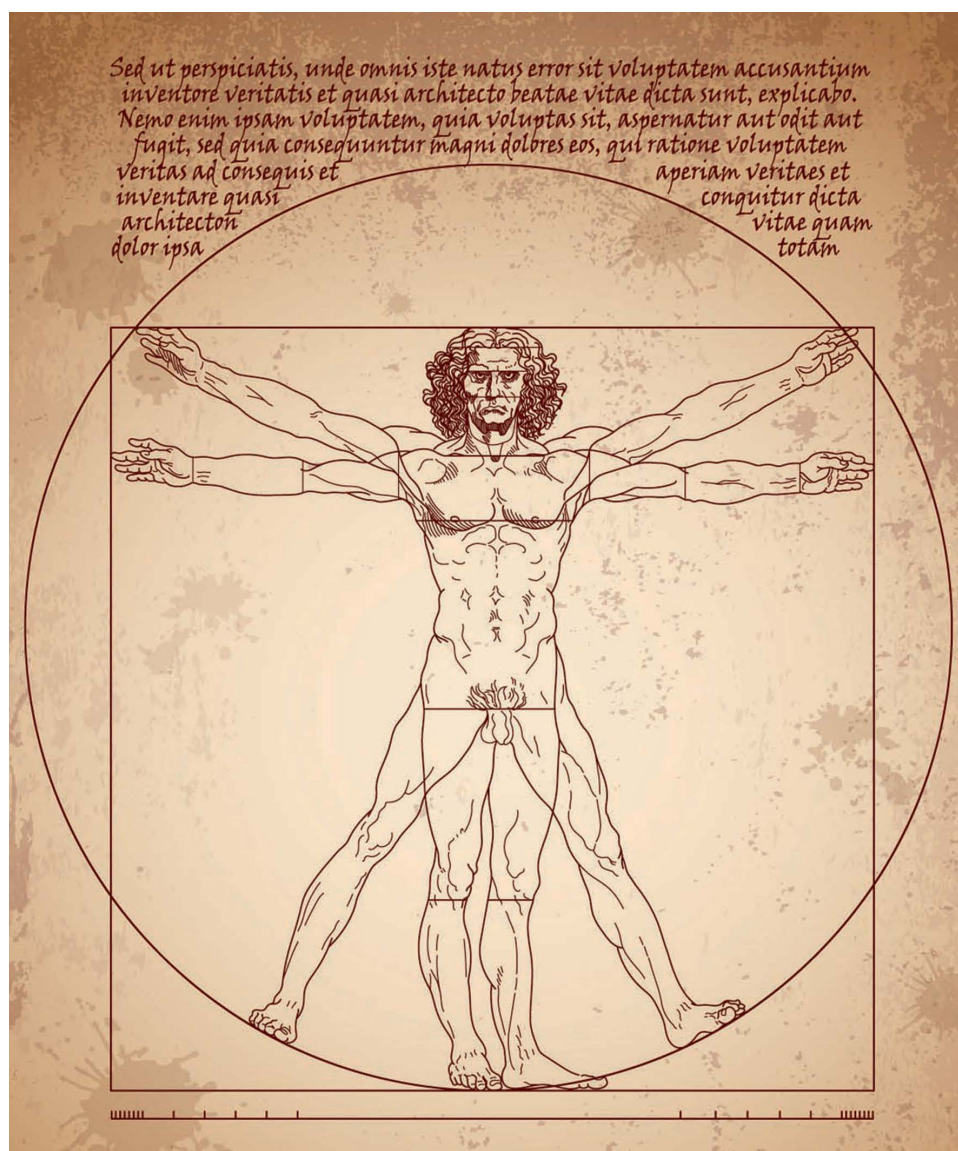 Sed ut perspiciatis, unde omnis iste natus error sit voluptatem accusantium
inventore veritatis et quasi architecto beatae vitae dicta sunt, explicabo.
Nemo enim ipsam voluptatem, quia voluptas sit, aspernatur aut odit aut
fugit, sed quia consequuntur magni dolores eos, qui ratione voluptatem
veritas ad consequis et aperiam veritaes et
inventare quasi conquitur dicta
architecton vitae quam
dolor ipsa totam